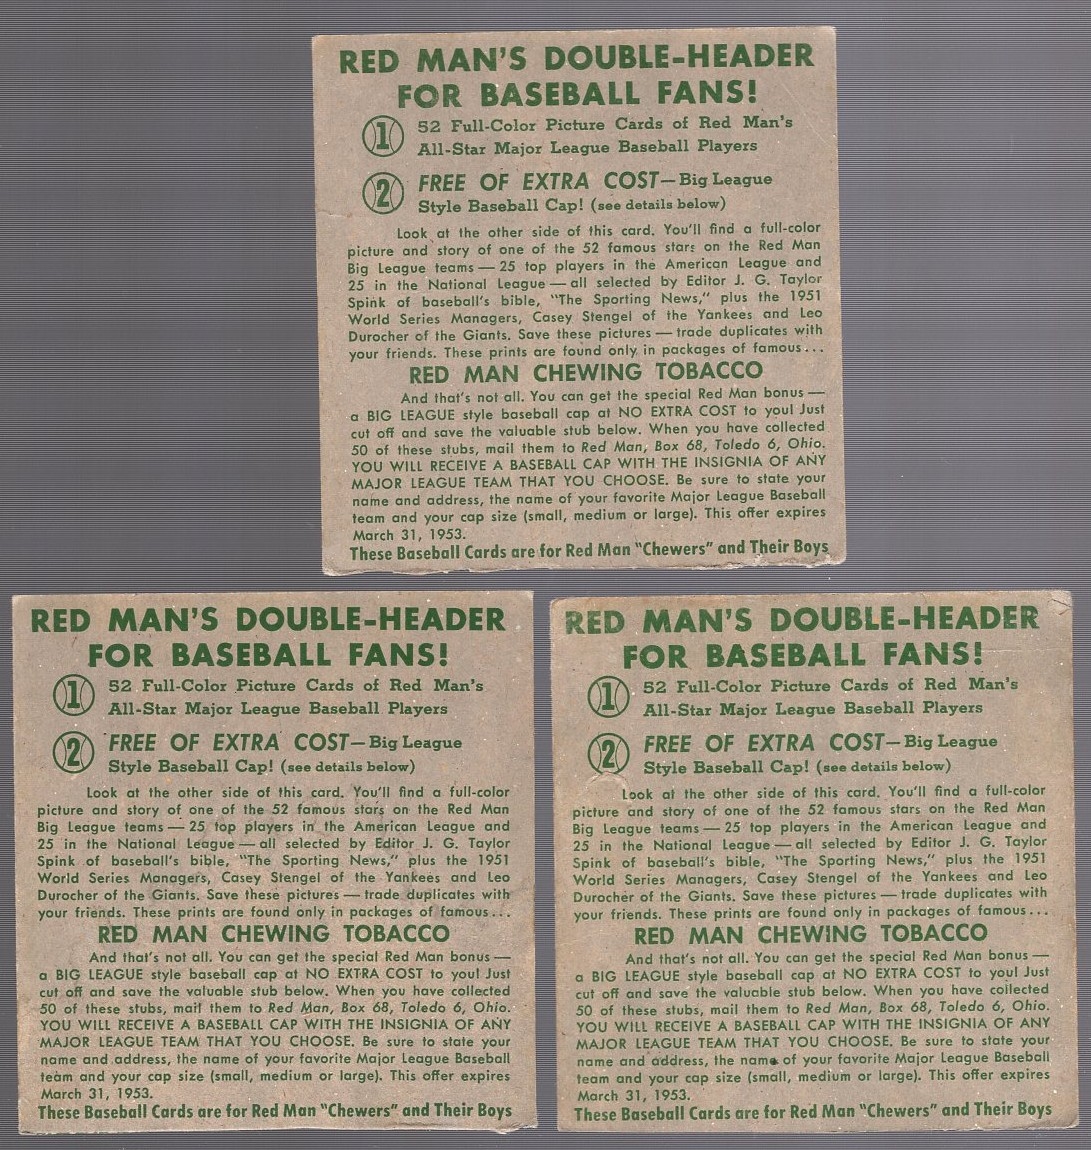 RED MAN'S DOUBLE-HEADER
FOR BASEBALL FANS!
1 52 Full-Color Picture Cards of Red Man's
All-Star Major League Baseball Players
2 FREE OF EXTRA COST—Big League
Style Baseball Cap! (see details below)
Look at the other side of this card. You'll find a full-color
picture and story of one of the 52 famous stars on the Red Man
Big League teams — 25 top players in the American League and
25 in the National League — all selected by Editor J. G. Taylor
Spink of baseball's bible, "The Sporting News," plus the 1951
World Series Managers, Casey Stengel of the Yankees and Leo
Durocher of the Giants. Save these pictures — trade duplicates with
your friends. These prints are found only in packages of famous...
RED MAN CHEWING TOBACCO
And that's not all. You can get the special Red Man bonus —
a BIG LEAGUE style baseball cap at NO EXTRA COST to you! Just
cut off and save the valuable stub below. When you have collected
50 of these stubs, mail them to Red Man, Box 68, Toledo 6, Ohio.
YOU WILL RECEIVE A BASEBALL CAP WITH THE INSIGNIA OF ANY
MAJOR LEAGUE TEAM THAT YOU CHOOSE. Be sure to state your
name and address, the name of your favorite Major League Baseball
team and your cap size (small, medium or large). This offer expires
March 31, 1953.
These Baseball Cards are for Red Man "Chewers" and Their Boys
RED MAN'S DOUBLE-HEADER
FOR BASEBALL FANS!
1 52 Full-Color Picture Cards of Red Man's
All-Star Major League Baseball Players
2 FREE OF EXTRA COST—Big League
Style Baseball Cap! (see details below)
Look at the other side of this card. You'll find a full-color
picture and story of one of the 52 famous stars on the Red Man
Big League teams — 25 top players in the American League and
25 in the National League — all selected by Editor J. G. Taylor
Spink of baseball's bible, "The Sporting News," plus the 1951
World Series Managers, Casey Stengel of the Yankees and Leo
Durocher of the Giants. Save these pictures — trade duplicates with
your friends. These prints are found only in packages of famous...
RED MAN CHEWING TOBACCO
And that's not all. You can get the special Red Man bonus —
a BIG LEAGUE style baseball cap at NO EXTRA COST to you! Just
cut off and save the valuable stub below. When you have collected
50 of these stubs, mail them to Red Man, Box 68, Toledo 6, Ohio.
YOU WILL RECEIVE A BASEBALL CAP WITH THE INSIGNIA OF ANY
MAJOR LEAGUE TEAM THAT YOU CHOOSE. Be sure to state your
name and address, the name of your favorite Major League Baseball
team and your cap size (small, medium or large). This offer expires
March 31, 1953.
These Baseball Cards are for Red Man "Chewers" and Their Boys
RED MAN'S DOUBLE-HEADER
FOR BASEBALL FANS!
1 52 Full-Color Picture Cards of Red Man's
All-Star Major League Baseball Players
2 FREE OF EXTRA COST—Big League
Style Baseball Cap! (see details below)
Look at the other side of this card. You'll find a full-color
picture and story of one of the 52 famous stars on the Red Man
Big League teams — 25 top players in the American League and
25 in the National League — all selected by Editor J. G. Taylor
Spink of baseball's bible, "The Sporting News," plus the 1951
World Series Managers, Casey Stengel of the Yankees and Leo
Durocher of the Giants. Save these pictures — trade duplicates with
your friends. These prints are found only in packages of famous...
RED MAN CHEWING TOBACCO
And that's not all. You can get the special Red Man bonus —
a BIG LEAGUE style baseball cap at NO EXTRA COST to you! Just
cut off and save the valuable stub below. When you have collected
50 of these stubs, mail them to Red Man, Box 68, Toledo 6, Ohio.
YOU WILL RECEIVE A BASEBALL CAP WITH THE INSIGNIA OF ANY
MAJOR LEAGUE TEAM THAT YOU CHOOSE. Be sure to state your
name and address, the name of your favorite Major League Baseball
team and your cap size (small, medium or large). This offer expires
March 31, 1953.
These Baseball Cards are for Red Man "Chewers" and Their Boys